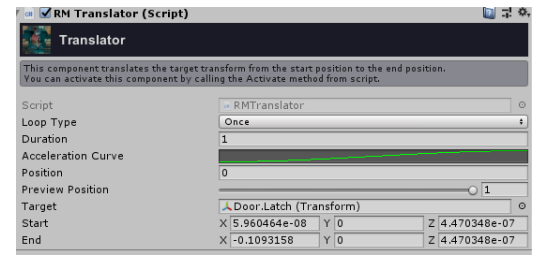 RM Translator (Script)
Translator
This component translates the target transform from the start position to the end position.
You can activate this component by calling the Activate method from script.
Script RMTranslator
Loop Type Once
Duration 1
Acceleration Curve
Position 0
Preview Position 1
Target Door.Latch (Transform)
Start X 5.960464e-08 Y 0 Z 4.470348e-07
End X -0.1093158 Y 0 Z 4.470348e-07